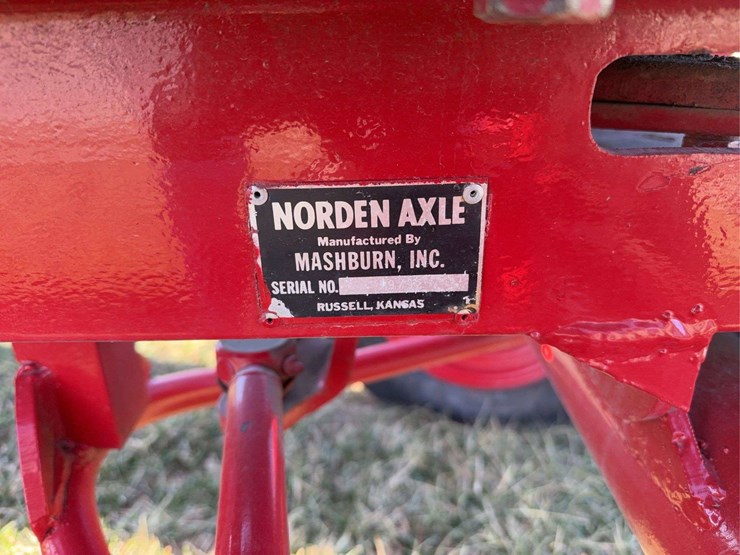 NORDEN AXLE
Manufactured By
MASHBURN, INC.
SERIAL NO.
RUSSELL, KANSAS